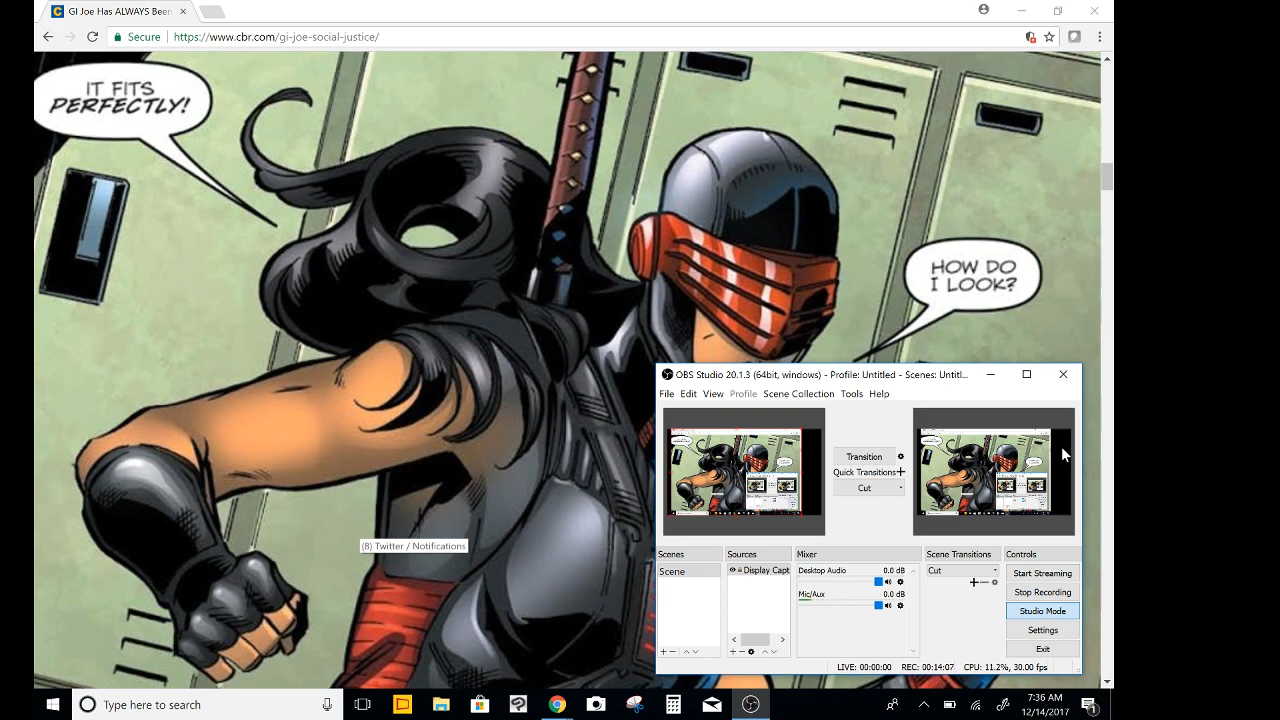 GI Joe Has ALWAYS Been
Secure
https://www.cbr.com/gi-joe-social-justice/
IT FITS
PERFECTLY!
HOW DO
I LOOK?
(8) Twitter / Notifications
OBS Studio 20.1.3 (64bit, windows) - Profile: Untitled - Scenes: Untitl...
File Edit View Profile Scene Collection Tools Help
Transition
Quick Transitions
Cut
Scenes
Scene
Sources
Display Capt
Mixer
Desktop Audio 0.0 dB
Mic/Aux 0.0 dB
Scene Transitions
Cut
Controls
Start Streaming
Stop Recording
Studio Mode
Settings
Exit
LIVE: 00:00:00 REC: 00:14:07 CPU: 11.2%, 30.00 fps
Type here to search
7:36 AM
12/14/2017
1